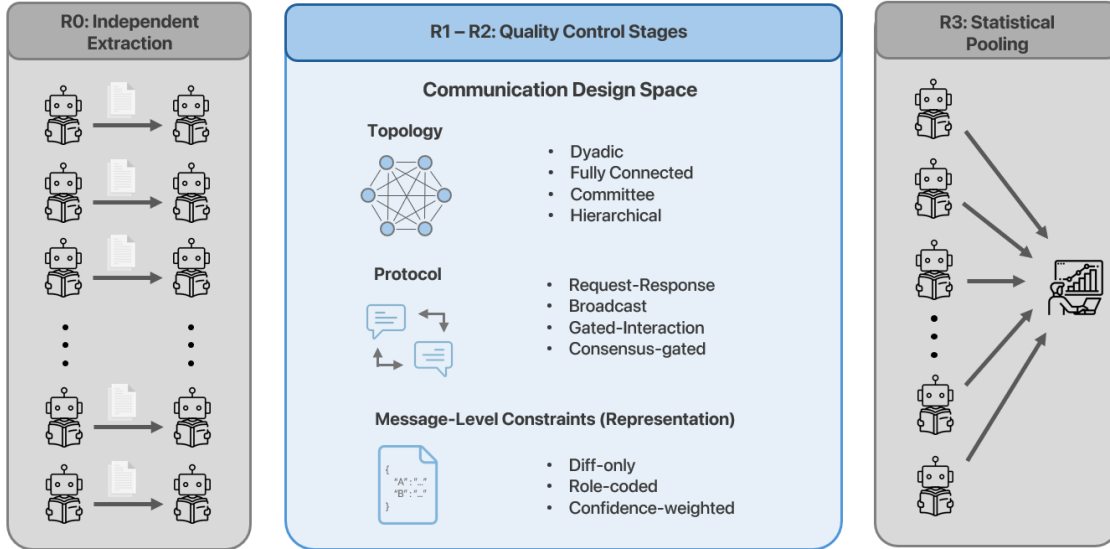 R0: Independent
Extraction
R1 – R2: Quality Control Stages
Communication Design Space
Topology
• Dyadic
• Fully Connected
• Committee
• Hierarchical
Protocol
• Request-Response
• Broadcast
• Gated-Interaction
• Consensus-gated
Message-Level Constraints (Representation)
{
"A":"..."
"B":"..."
}
• Diff-only
• Role-coded
• Confidence-weighted
R3: Statistical
Pooling